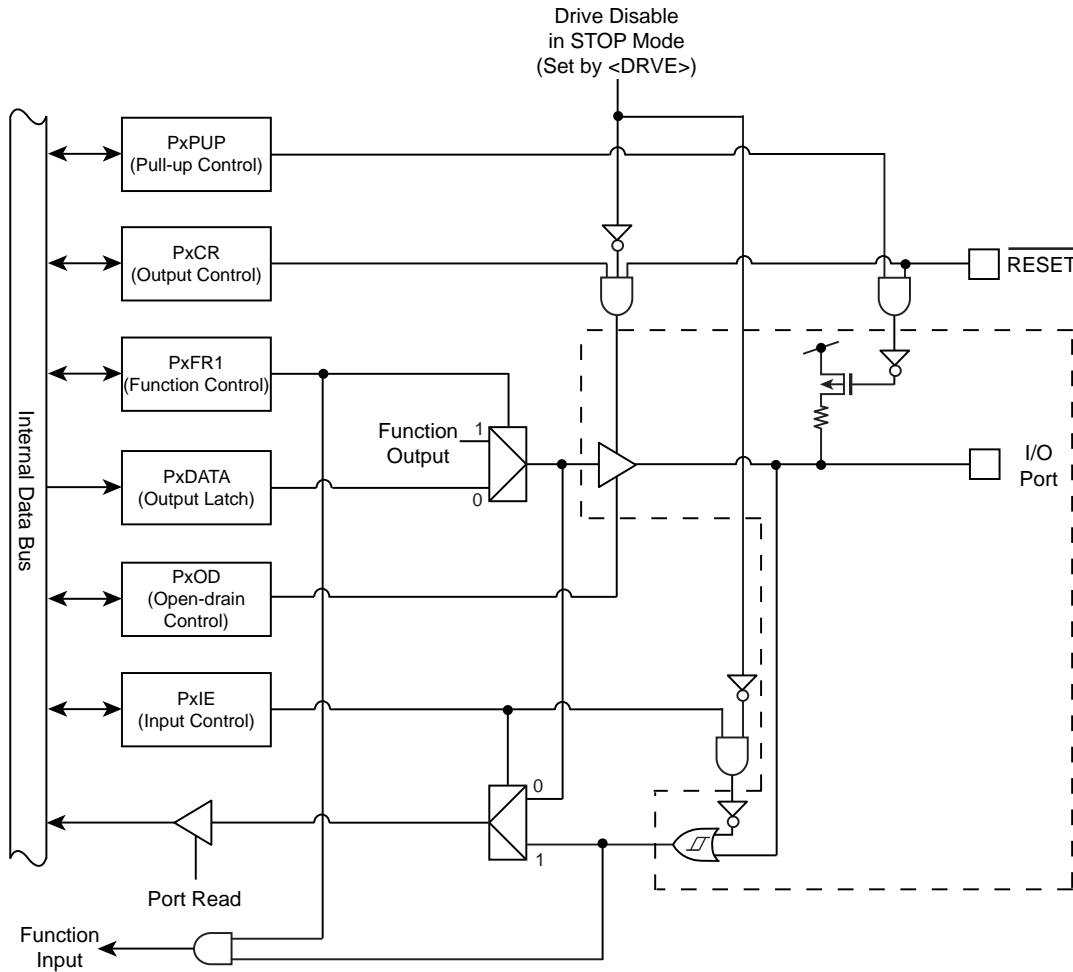 Drive Disable
in STOP Mode
(Set by <DRVE>)
PxPUP
(Pull-up Control)
PxCR
(Output Control)
RESET
PxFR1
(Function Control)
Internal Data Bus
Function
Output
1
0
I/O
Port
PxDATA
(Output Latch)
PxOD
(Open-drain
Control)
PxIE
(Input Control)
0
1
Port Read
Function
Input